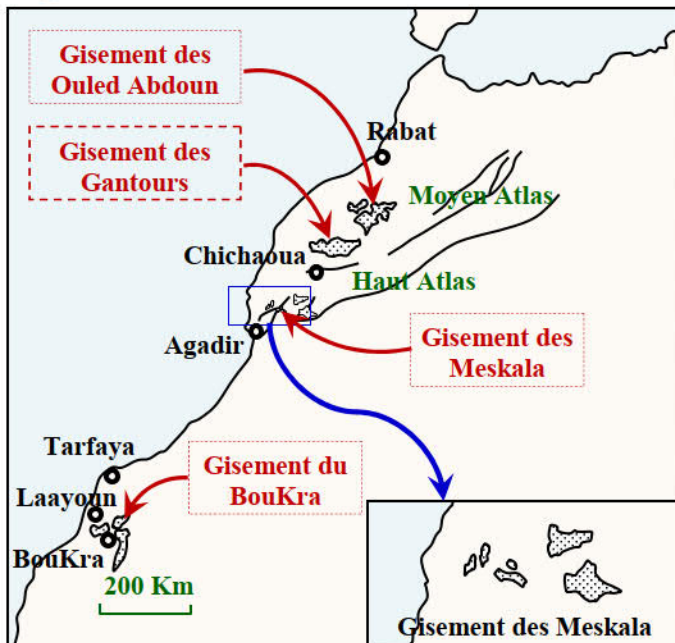 Gisement des
Ouled Abdoun
Rabat
Gisement des
Gantours
Moyen Atlas
Chichaoua
Haut Atlas
Agadir
Gisement des
Meskala
Tarfaya
Gisement du
BouKra
Laayoun
BouKra
200 Km
Gisement des Meskala